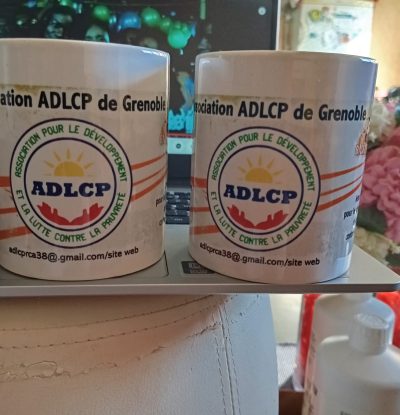 ation ADLCP de Grenoble
ASSOCIATION POUR LE DÉVELOPPEMENT
ET LA LUTTE CONTRE LA PAUVRETÉ
ADLCP
adlcprca38@.gmail.com/site web
sociation ADLCP de Grenoble
ASSOCIATION POUR LE DÉVELOPPEMENT
ET LA LUTTE CONTRE LA PAUVRETÉ
ADLCP
adlcprca38@.gmail.com/site web